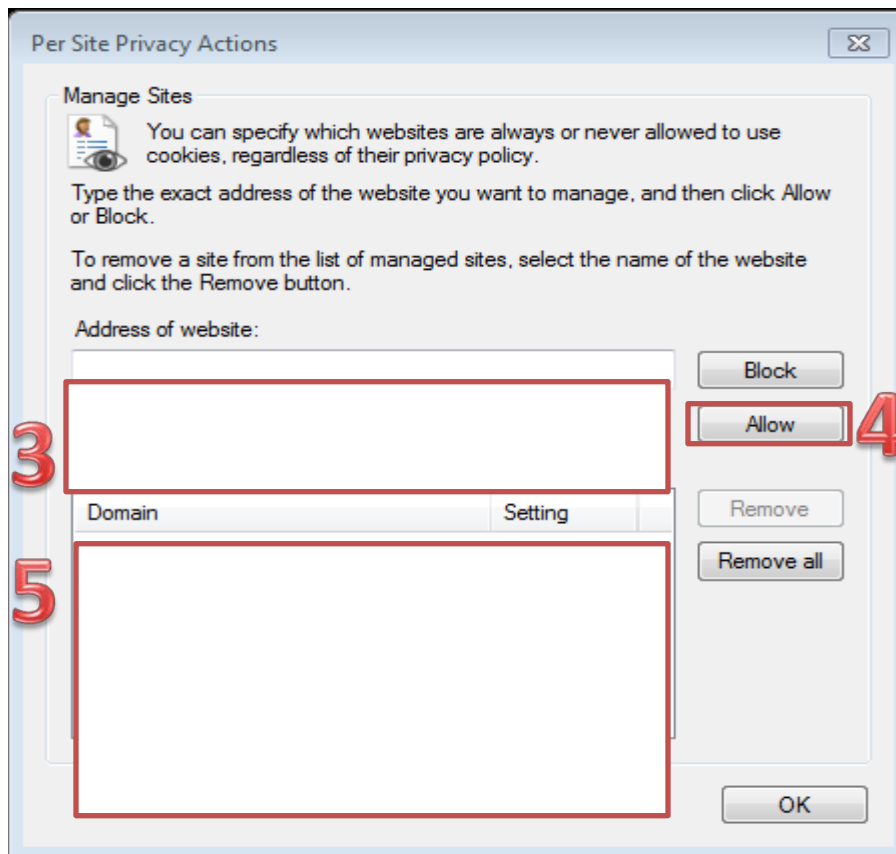 Per Site Privacy Actions
Manage Sites
You can specify which websites are always or never allowed to use
cookies, regardless of their privacy policy.
Type the exact address of the website you want to manage, and then click Allow
or Block.
To remove a site from the list of managed sites, select the name of the website
and click the Remove button.
Address of website:
Block
3
Allow
4
Domain Setting
Remove
5
Remove all
OK